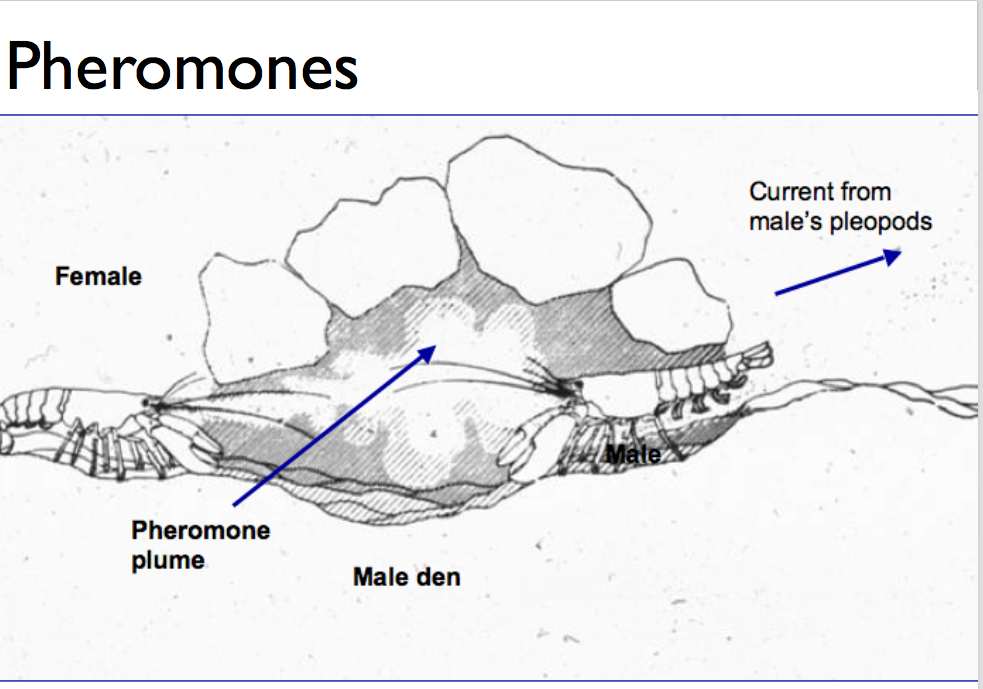 Pheromones
Current from
male’s pleopods
Female
Male
Pheromone
plume
Male den